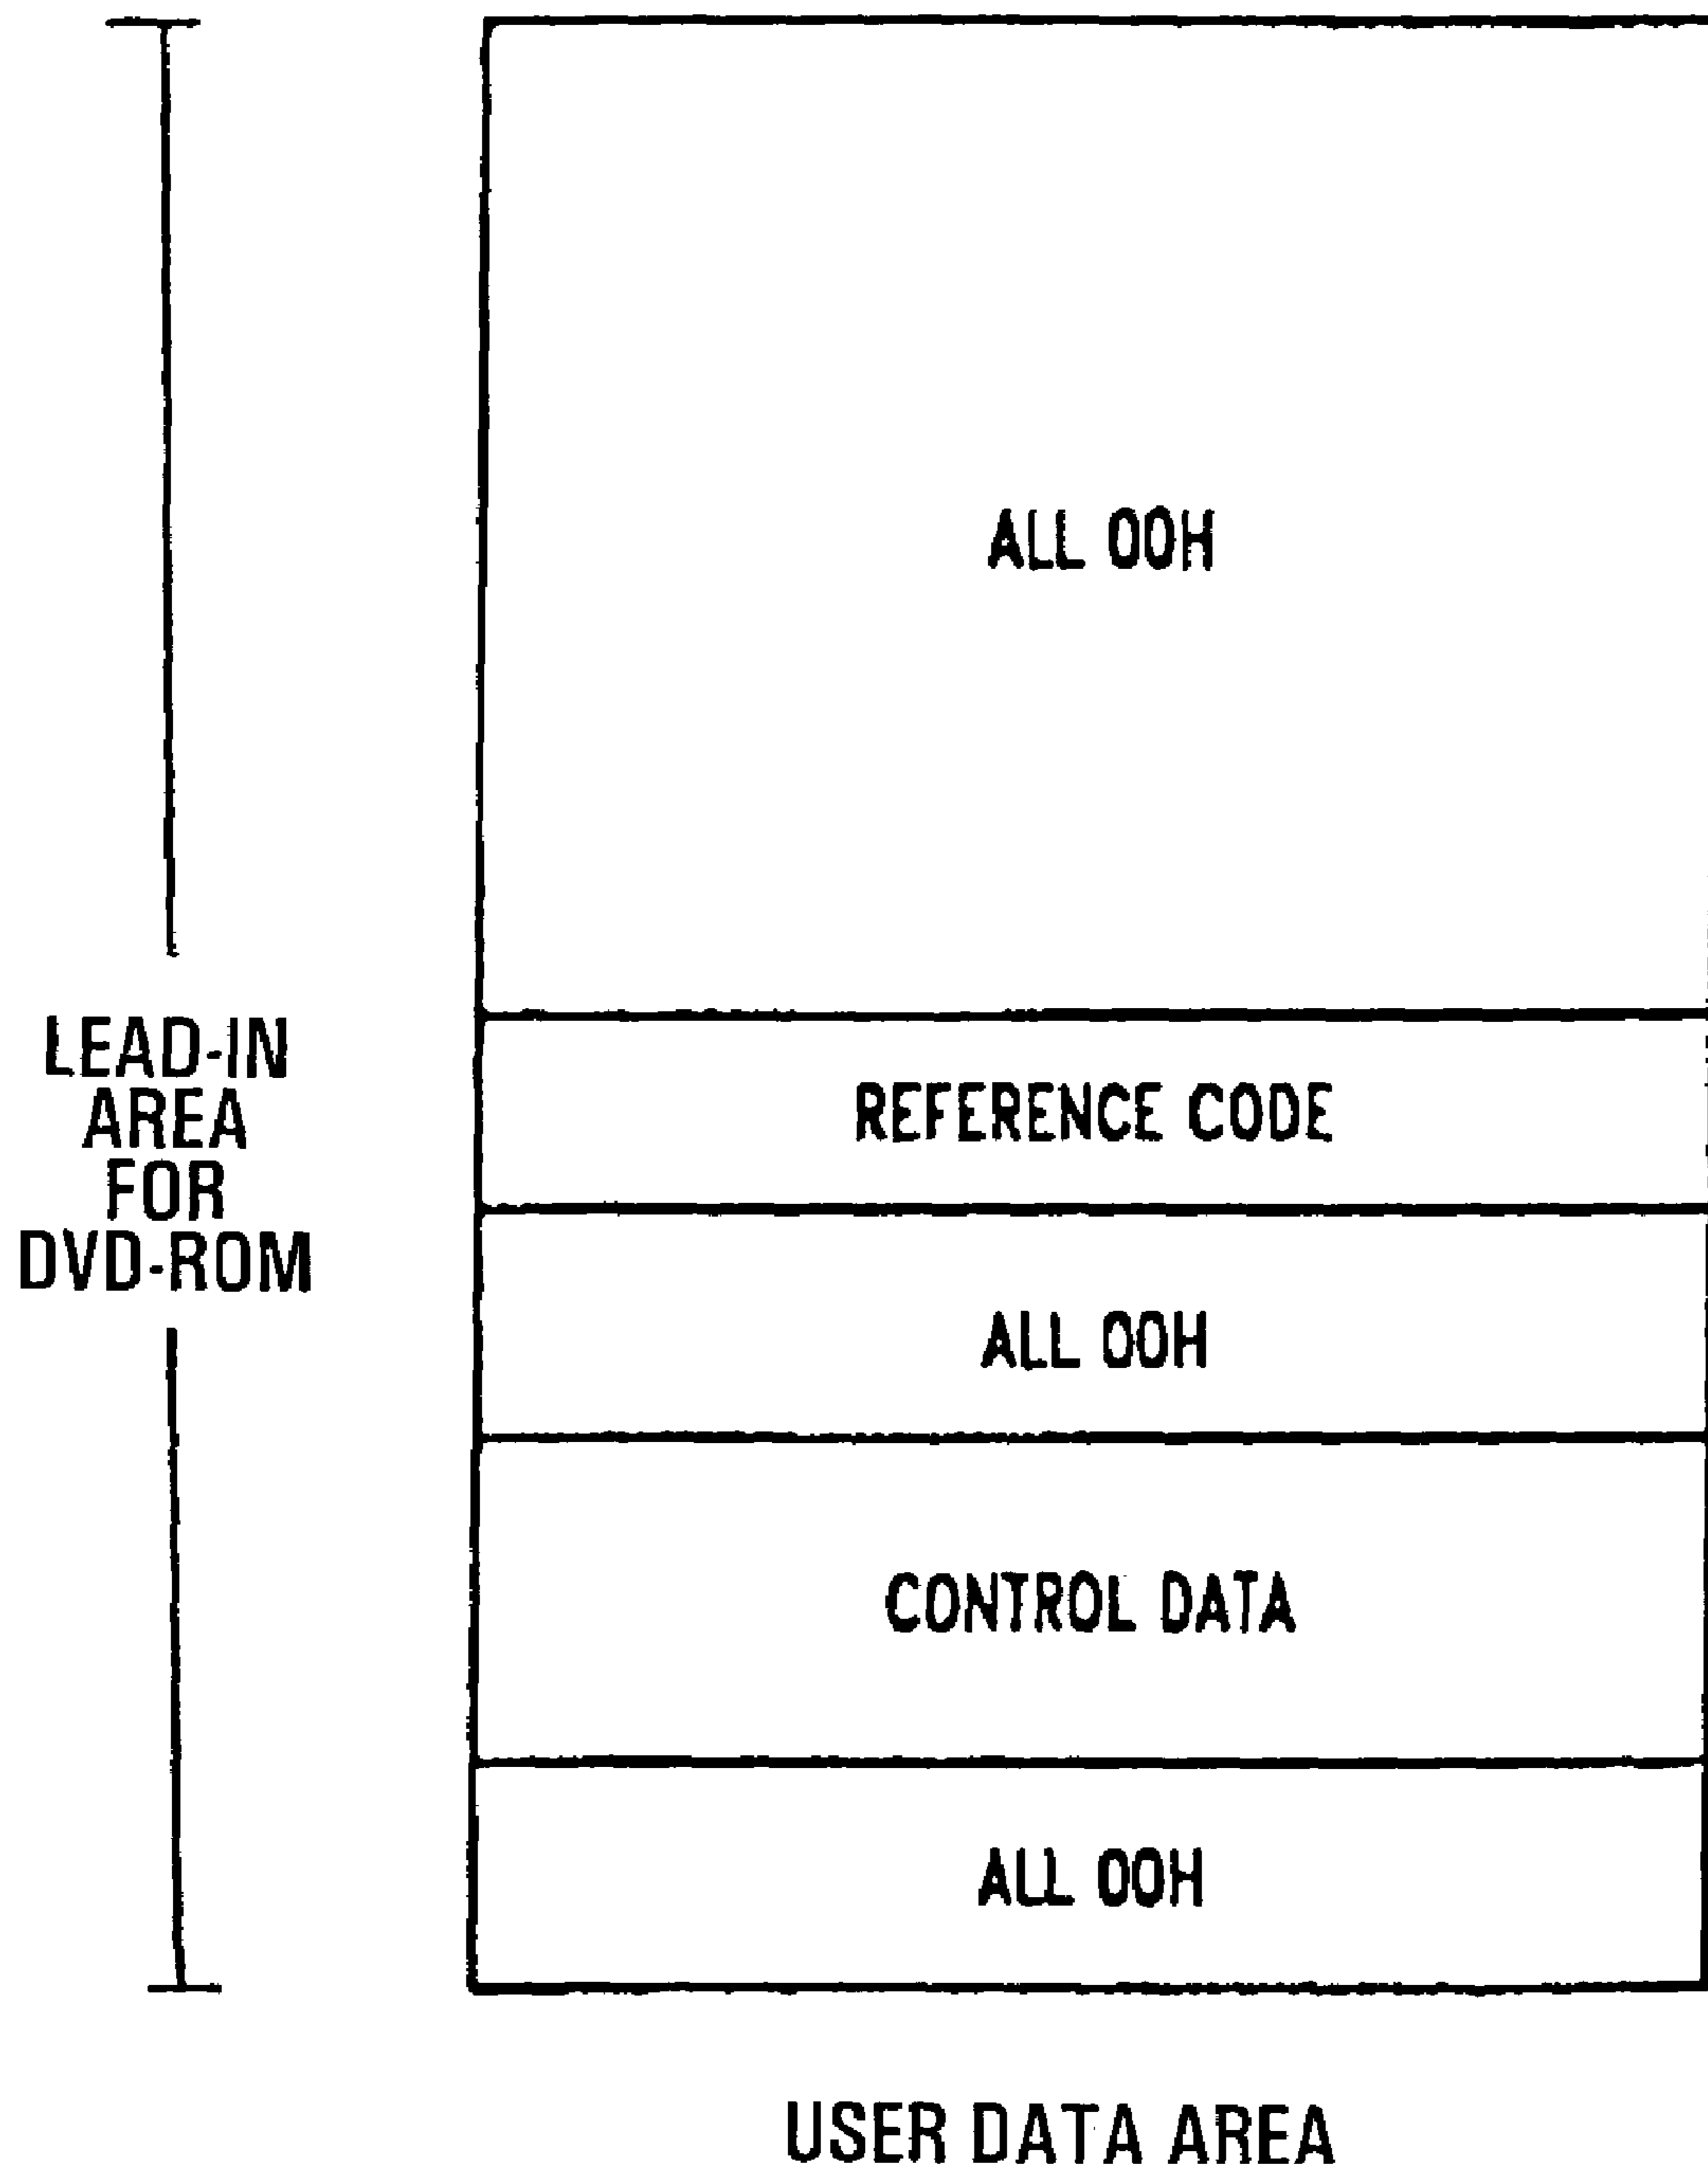 ALL 00H
LEAD-IN
AREA
FOR
DVD-ROM
REFERENCE CODE
ALL 00H
CONTROL DATA
ALL 00H
USER DATA AREA